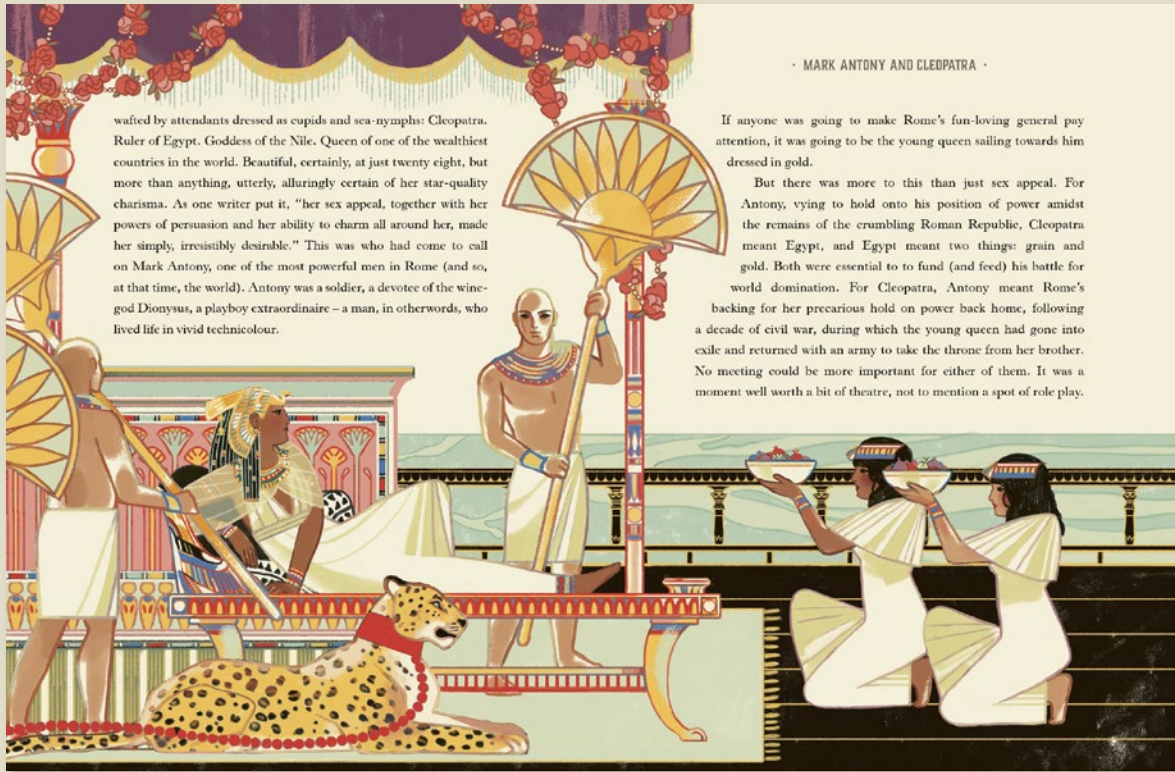 wafted by attendants dressed as cupids and sea-nymphs: Cleopatra.
Ruler of Egypt. Goddess of the Nile. Queen of one of the wealthiest
countries in the world. Beautiful, certainly, at just twenty eight, but
more than anything, utterly, alluringly certain of her star-quality
charisma. As one writer put it, “her sex appeal, together with her
powers of persuasion and her ability to charm all around her, made
her simply, irresistibly desirable.” This was who had come to call
on Mark Antony, one of the most powerful men in Rome (and so,
at that time, the world). Antony was a soldier, a devotee of the wine-
god Dionysus, a playboy extraordinaire – a man, in otherwords, who
lived life in vivid technicolour.
· MARK ANTONY AND CLEOPATRA ·
If anyone was going to make Rome’s fun-loving general pay
attention, it was going to be the young queen sailing towards him
dressed in gold.
But there was more to this than just sex appeal. For
Antony, vying to hold onto his position of power amidst
the remains of the crumbling Roman Republic, Cleopatra
meant Egypt, and Egypt meant two things: grain and
gold. Both were essential to to fund (and feed) his battle for
world domination. For Cleopatra, Antony meant Rome’s
backing for her precarious hold on power back home, following
a decade of civil war, during which the young queen had gone into
exile and returned with an army to take the throne from her brother.
No meeting could be more important for either of them. It was a
moment well worth a bit of theatre, not to mention a spot of role play.